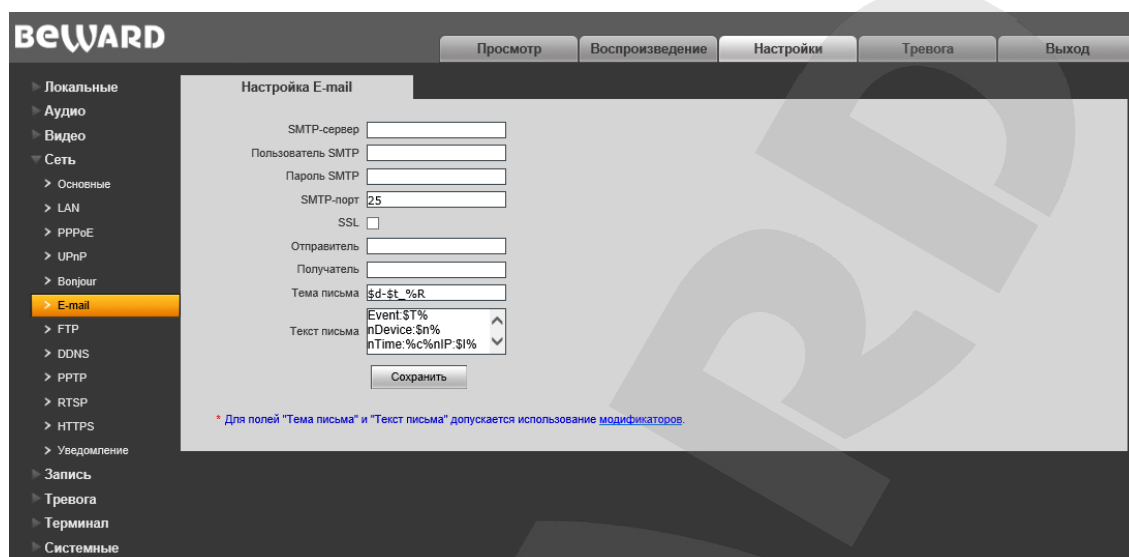 BEWARD
Просмотр Воспроизведение Настройки Тревога Выход
Локальные
Аудио
Видео
Сеть
Основные
LAN
PPPoE
UPnP
Bonjour
E-mail
FTP
DDNS
PPTP
RTSP
HTTPS
Уведомление
Запись
Тревога
Терминал
Системные
Настройка E-mail
SMTP-сервер
Пользователь SMTP
Пароль SMTP
SMTP-порт 25
SSL
Отправитель
Получатель
Тема письма $d-$t_%R
Текст письма
Event:$T%
nDevice:$n%
nTime:%c%nIP:$I%
Сохранить
* Для полей "Тема письма" и "Текст письма" допускается использование модификаторов.